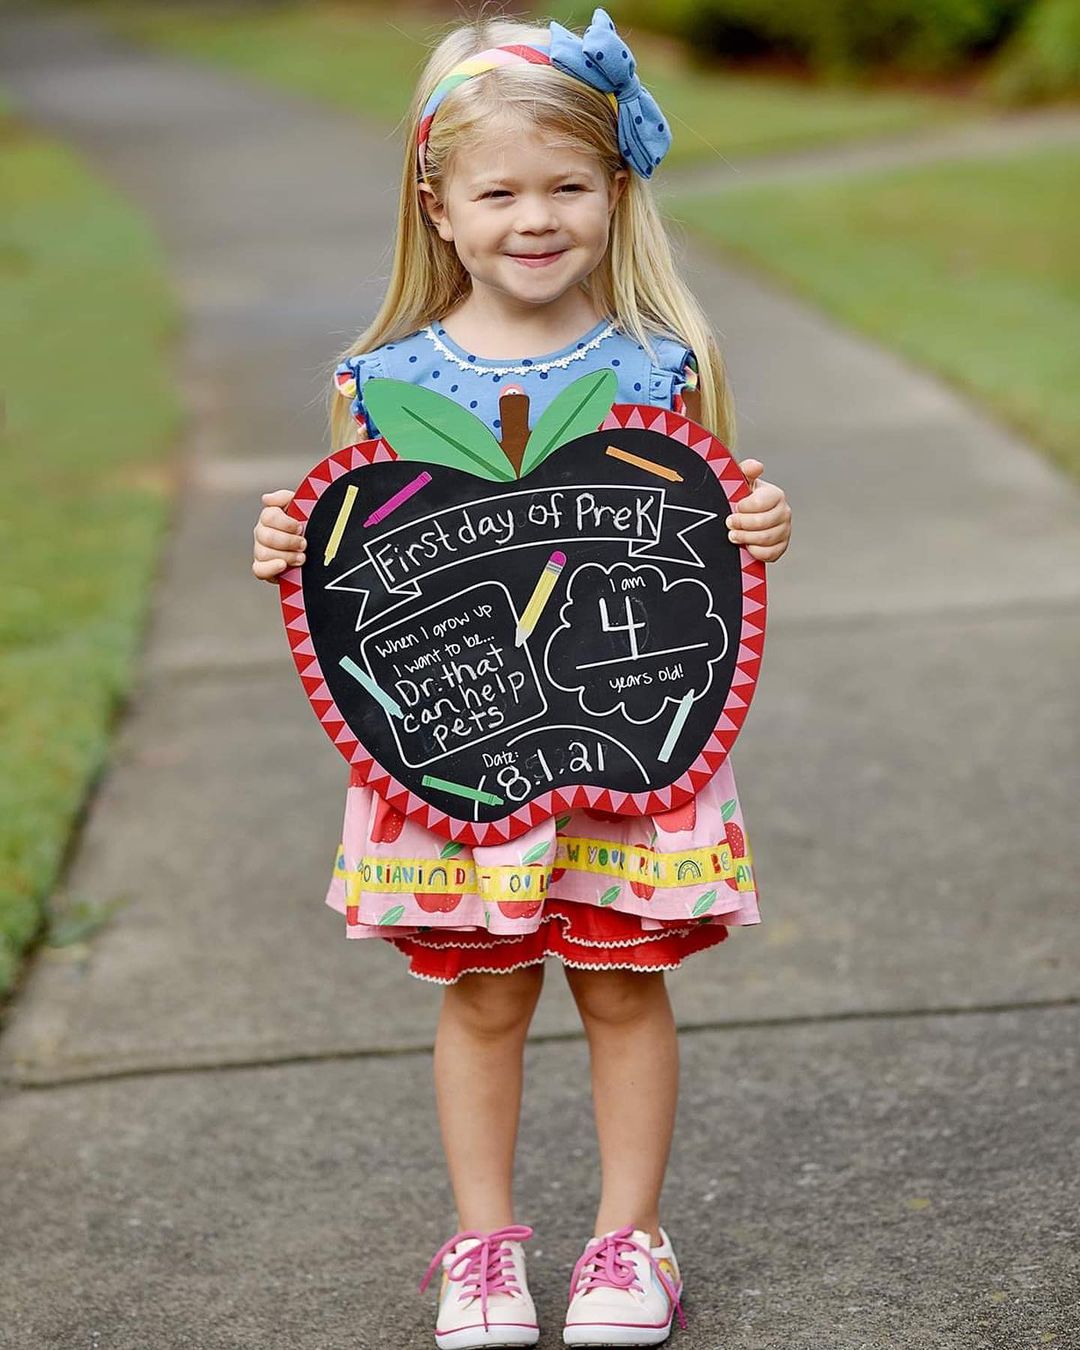 First day of PreK
I am
4
years old!
When I grow up
I want to be...
Dr. that
can help
pets
Date:
8.1.21